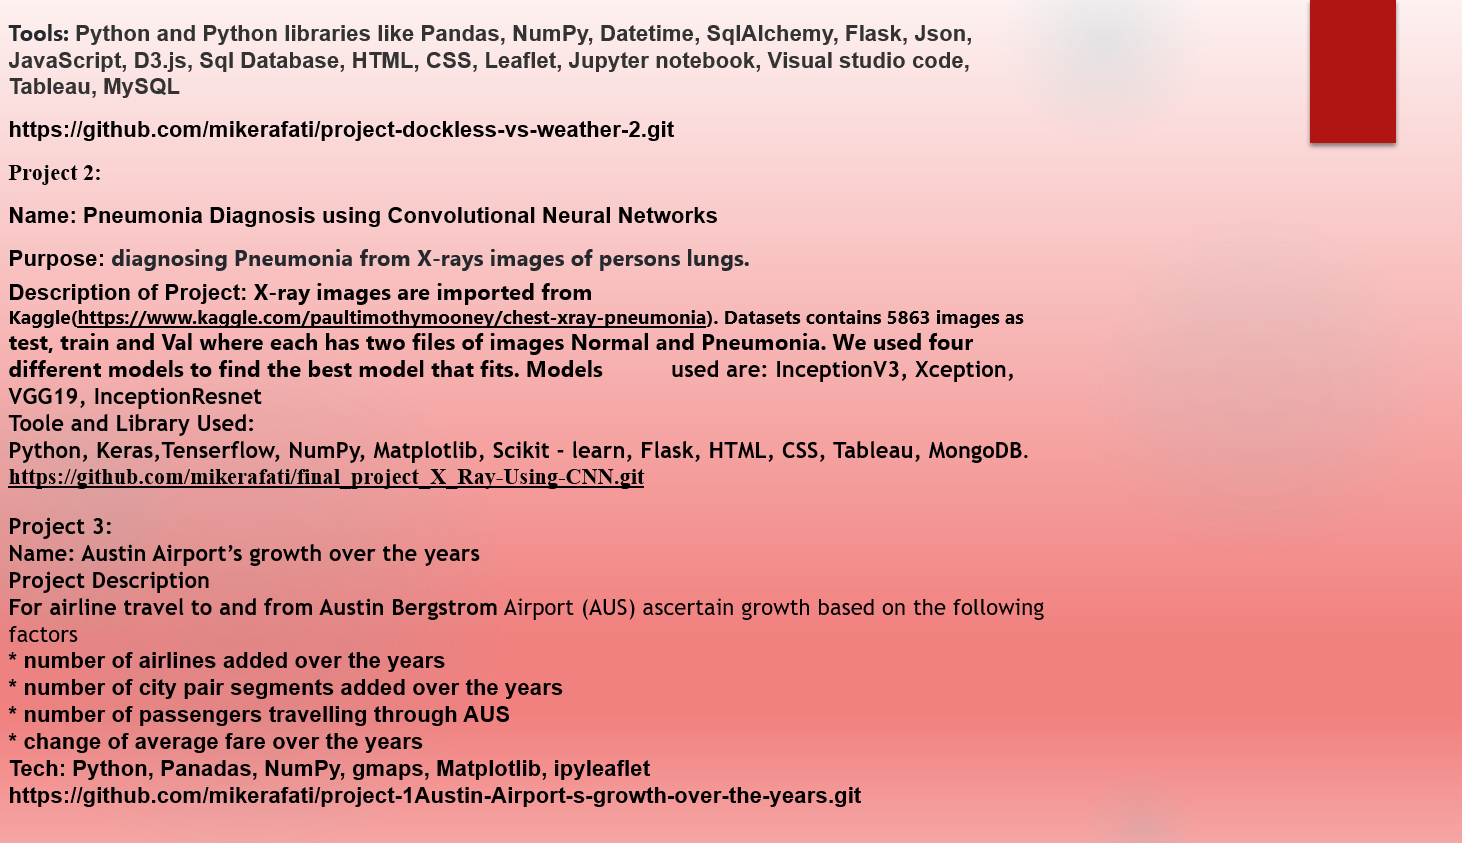 Tools: Python and Python libraries like Pandas, NumPy, Datetime, SqlAlchemy, Flask, Json,
JavaScript, D3.js, Sql Database, HTML, CSS, Leaflet, Jupyter notebook, Visual studio code,
Tableau, MySQL
https://github.com/mikerafati/project-dockless-vs-weather-2.git
Project 2:
Name: Pneumonia Diagnosis using Convolutional Neural Networks
Purpose: diagnosing Pneumonia from X-rays images of persons lungs.
Description of Project: X-ray images are imported from
Kaggle(https://www.kaggle.com/paultimothymooney/chest-xray-pneumonia). Datasets contains 5863 images as
test, train and Val where each has two files of images Normal and Pneumonia. We used four
different models to find the best model that fits. Models used are: InceptionV3, Xception,
VGG19, InceptionResnet
Toole and Library Used:
Python, Keras,Tenserflow, NumPy, Matplotlib, Scikit - learn, Flask, HTML, CSS, Tableau, MongoDB.
https://github.com/mikerafati/final_project_X_Ray-Using-CNN.git
Project 3:
Name: Austin Airport’s growth over the years
Project Description
For airline travel to and from Austin Bergstrom Airport (AUS) ascertain growth based on the following
factors
* number of airlines added over the years
* number of city pair segments added over the years
* number of passengers travelling through AUS
* change of average fare over the years
Tech: Python, Panadas, NumPy, gmaps, Matplotlib, ipyleaflet
https://github.com/mikerafati/project-1Austin-Airport-s-growth-over-the-years.git